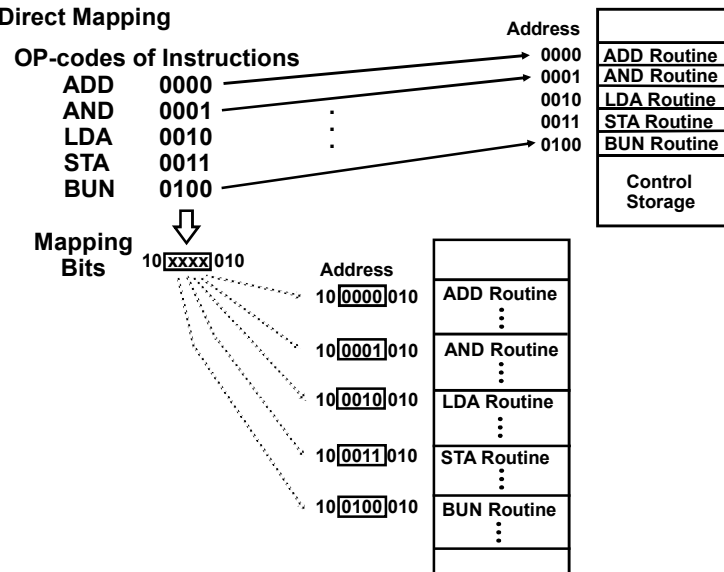 Direct Mapping
Address
OP-codes of Instructions
ADD 0000
AND 0001
LDA 0010
STA 0011
BUN 0100
0000 ADD Routine
0001 AND Routine
0010 LDA Routine
0011 STA Routine
0100 BUN Routine
Control
Storage
Mapping
Bits
10 xxxx 010
Address
10 0000 010 ADD Routine
10 0001 010 AND Routine
10 0010 010 LDA Routine
10 0011 010 STA Routine
10 0100 010 BUN Routine